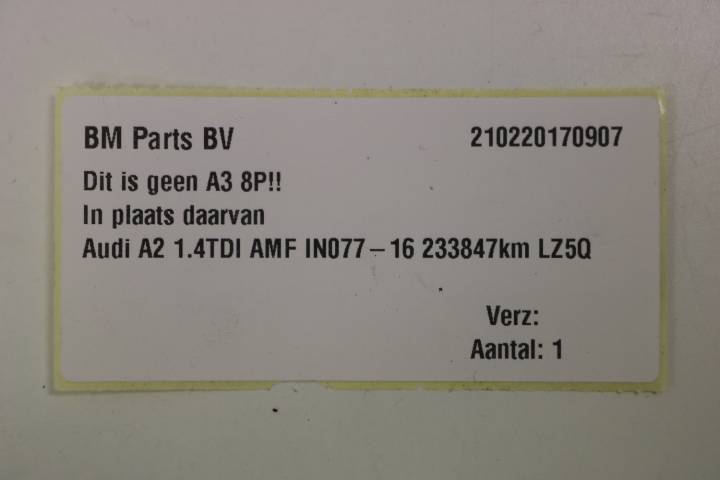 BM Parts BV 210220170907
Dit is geen A3 8P!!
In plaats daarvan
Audi A2 1.4TDI AMF IN077-16 233847km LZ5Q
Verz:
Aantal: 1